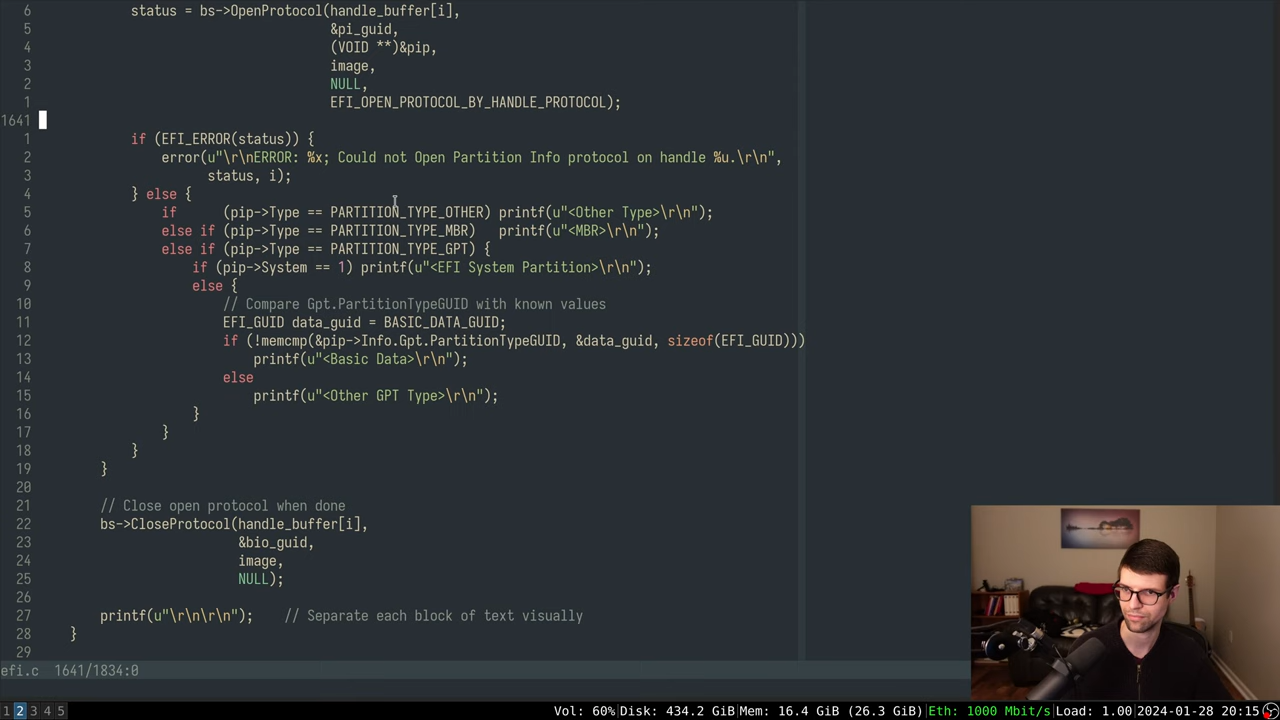 6             status = bs->OpenProtocol(handle_buffer[i],
5                                       &pi_guid,
4                                       (VOID **)&pip,
3                                       image,
2                                       NULL,
1                                       EFI_OPEN_PROTOCOL_BY_HANDLE_PROTOCOL);
1641
1             if (EFI_ERROR(status)) {
2                 error(u"\r\nERROR: %x; Could not Open Partition Info protocol on handle %u.\r\n",
3                       status, i);
4             } else {
5                 if      (pip->Type == PARTITION_TYPE_OTHER) printf(u"<Other Type>\r\n");
6                 else if (pip->Type == PARTITION_TYPE_MBR)   printf(u"<MBR>\r\n");
7                 else if (pip->Type == PARTITION_TYPE_GPT) {
8                     if (pip->System == 1) printf(u"<EFI System Partition>\r\n");
9                     else {
10                         // Compare Gpt.PartitionTypeGUID with known values
11                         EFI_GUID data_guid = BASIC_DATA_GUID;
12                         if (!memcmp(&pip->Info.Gpt.PartitionTypeGUID, &data_guid, sizeof(EFI_GUID)))
13                             printf(u"<Basic Data>\r\n");
14                         else
15                             printf(u"<Other GPT Type>\r\n");
16                     }
17                 }
18             }
19         }
20
21         // Close open protocol when done
22         bs->CloseProtocol(handle_buffer[i],
23                           &bio_guid,
24                           image,
25                           NULL);
26
27         printf(u"\r\n\r\n");    // Separate each block of text visually
28     }
29
efi.c  1641/1834:0
1 2 3 4 5 Vol: 60%|Disk: 434.2 GiB|Mem: 16.4 GiB (26.3 GiB)|Eth: 1000 Mbit/s|Load: 1.00|2024-01-28 20:15